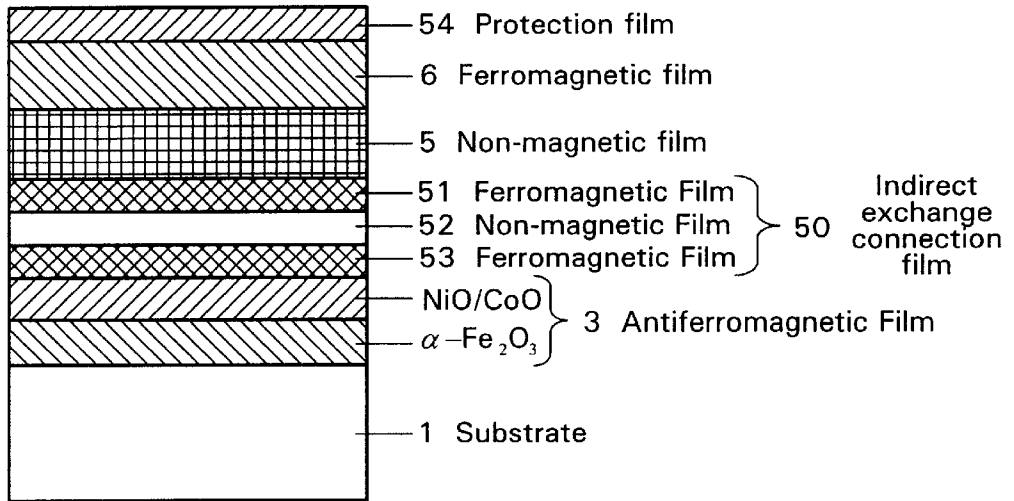 54 Protection film
6 Ferromagnetic film
5 Non-magnetic film
51 Ferromagnetic Film
52 Non-magnetic Film
53 Ferromagnetic Film
50
Indirect
exchange
connection
film
NiO/CoO
α-Fe₂O₃
3 Antiferromagnetic Film
1 Substrate